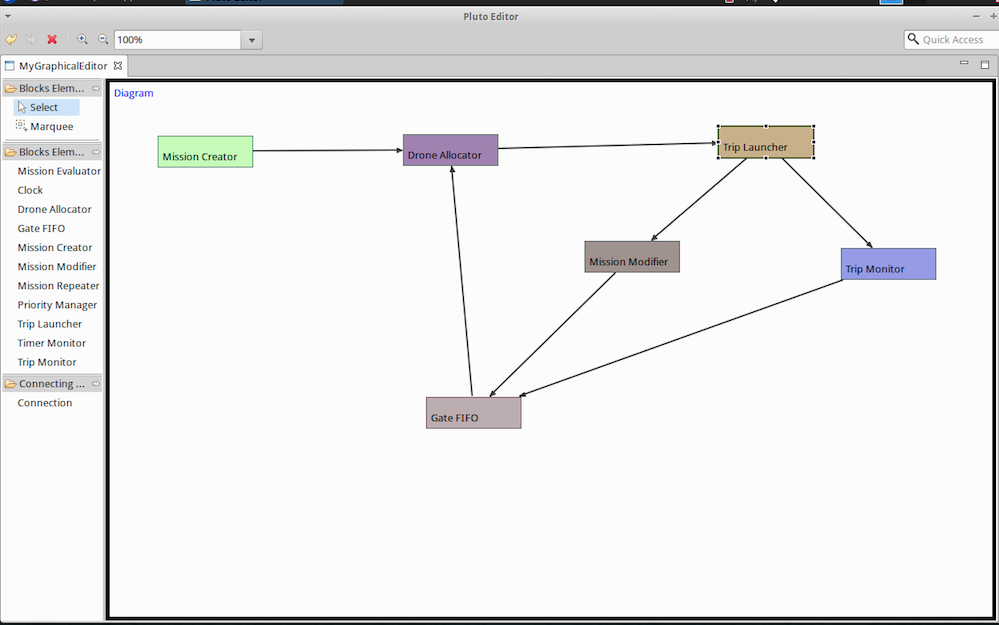 Pluto Editor
100%
Quick Access
MyGraphicalEditor
Blocks Elem...
Select
Marquee
Blocks Elem...
Mission Evaluator
Clock
Drone Allocator
Gate FIFO
Mission Creator
Mission Modifier
Mission Repeater
Priority Manager
Trip Launcher
Timer Monitor
Trip Monitor
Connecting ...
Connection
Diagram
Mission Creator
Drone Allocator
Trip Launcher
Mission Modifier
Trip Monitor
Gate FIFO